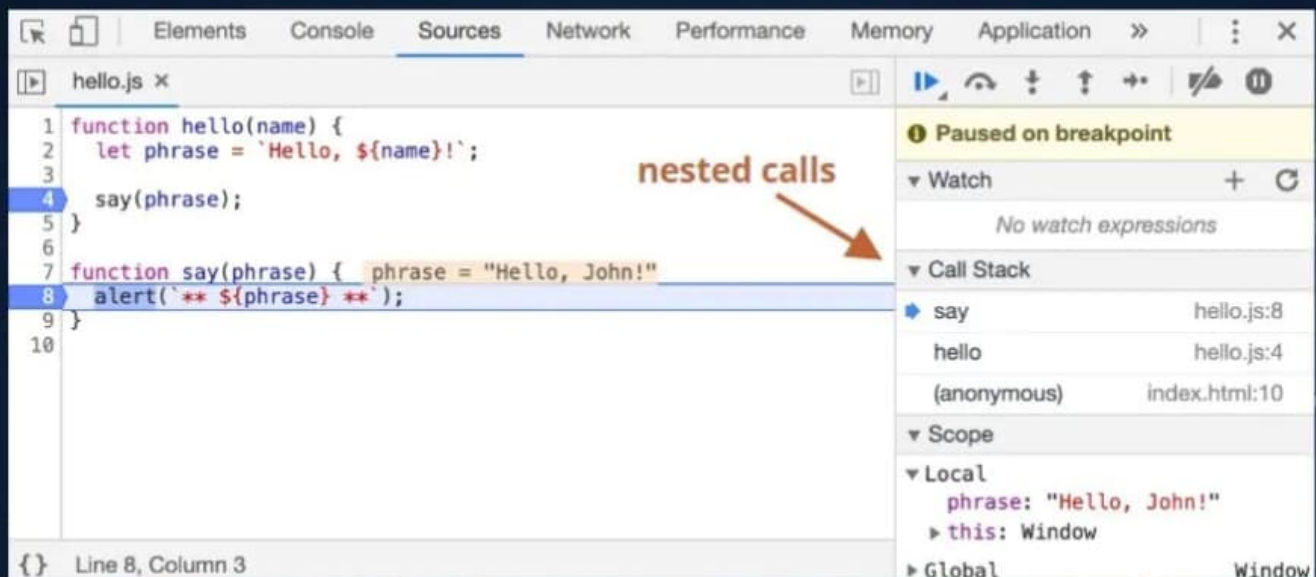 Elements Console Sources Network Performance Memory Application »
hello.js ×
1 function hello(name) {
2 let phrase = `Hello, ${name}!`;
3
4 say(phrase);
5 }
6
7 function say(phrase) { phrase = "Hello, John!"
8 alert(`** ${phrase} **`);
9 }
10
{} Line 8, Column 3
nested calls
Paused on breakpoint
Watch
No watch expressions
Call Stack
say hello.js:8
hello hello.js:4
(anonymous) index.html:10
Scope
Local
phrase: "Hello, John!"
this: Window
Global Window